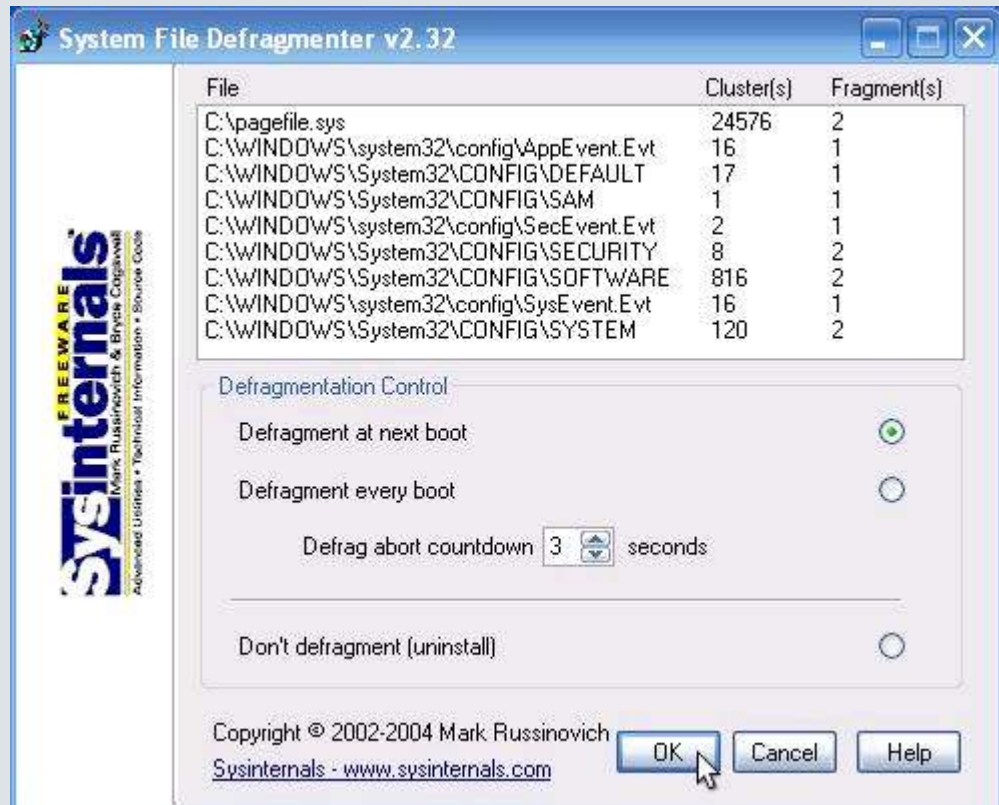 System File Defragmenter v2.32
FREEWARE
Sysinternals
Mark Russinovich & Bryce Cogswell
Advanced Utilities • Technical Information • Source Code
File Cluster(s) Fragment(s)
C:\pagefile.sys 24576 2
C:\WINDOWS\system32\config\AppEvent.Evt 16 1
C:\WINDOWS\System32\CONFIG\DEFAULT 17 1
C:\WINDOWS\System32\CONFIG\SAM 1 1
C:\WINDOWS\system32\config\SecEvent.Evt 2 1
C:\WINDOWS\System32\CONFIG\SECURITY 8 2
C:\WINDOWS\System32\CONFIG\SOFTWARE 816 2
C:\WINDOWS\system32\config\SysEvent.Evt 16 1
C:\WINDOWS\System32\CONFIG\SYSTEM 120 2
Defragmentation Control
Defragment at next boot
Defragment every boot
Defrag abort countdown 3 seconds
Don't defragment (uninstall)
Copyright © 2002-2004 Mark Russinovich
Sysinternals - www.sysinternals.com
OK Cancel Help